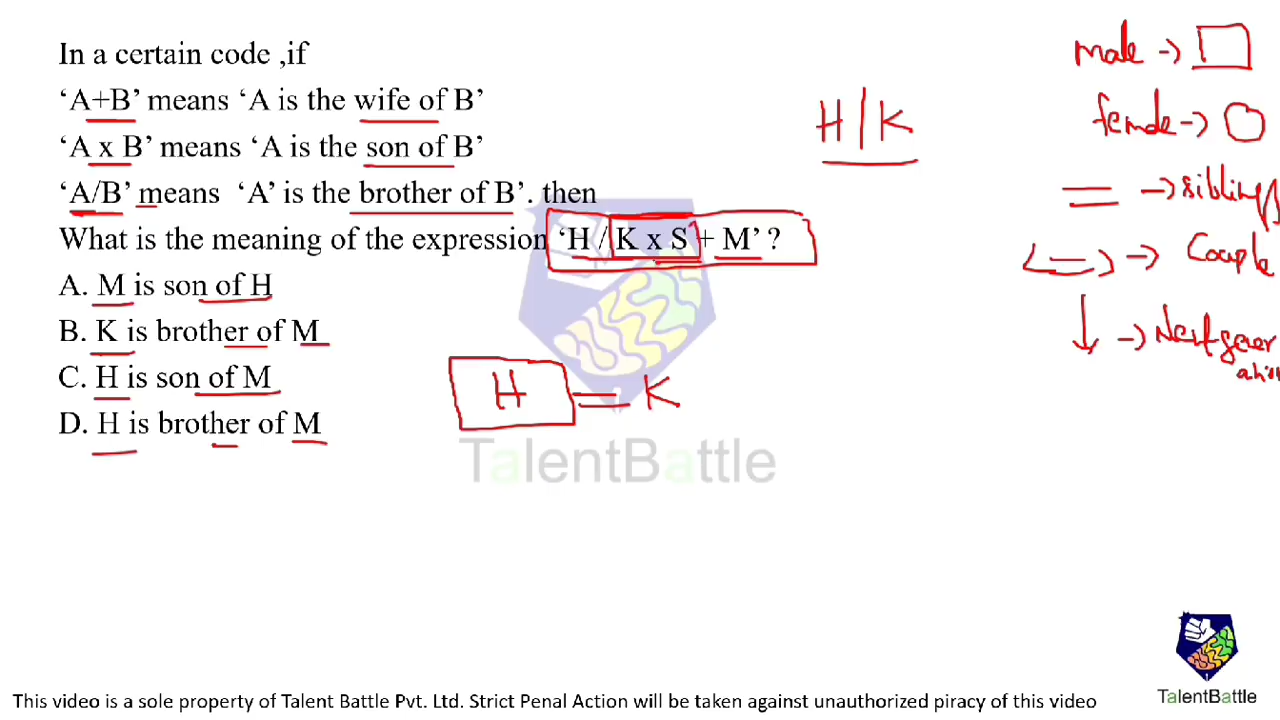 In a certain code ,if
‘A+B’ means ‘A is the wife of B’
‘A x B’ means ‘A is the son of B’
‘A/B’ means ‘A’ is the brother of B’. then
What is the meaning of the expression ‘H / K x S + M’ ?
A. M is son of H
B. K is brother of M
C. H is son of M
D. H is brother of M
H / K
H = K
male ->
female ->
= -> siblings
<=> -> Couple
↓ -> Next gener
ation
TalentBattle
TalentBattle
This video is a sole property of Talent Battle Pvt. Ltd. Strict Penal Action will be taken against unauthorized piracy of this video